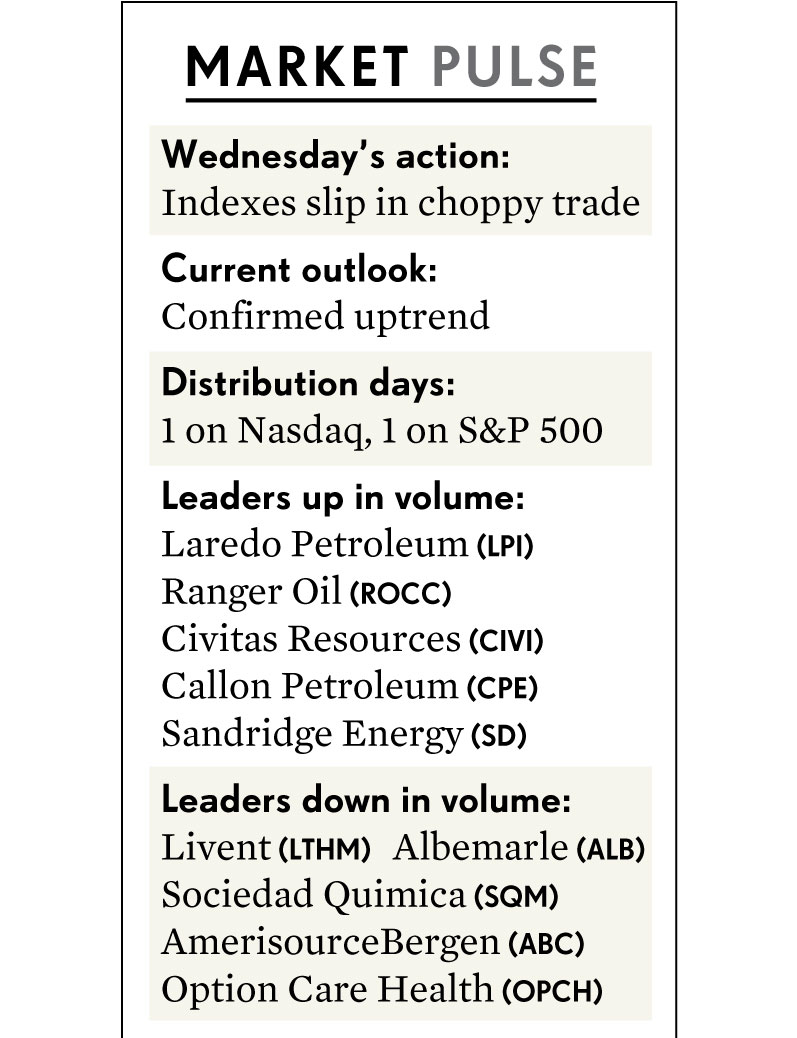 MARKET PULSE
Wednesday’s action:
Indexes slip in choppy trade
Current outlook:
Confirmed uptrend
Distribution days:
1 on Nasdaq, 1 on S&P 500
Leaders up in volume:
Laredo Petroleum (LPI)
Ranger Oil (ROCC)
Civitas Resources (CIVI)
Callon Petroleum (CPE)
Sandridge Energy (SD)
Leaders down in volume:
Livent (LTHM) Albemarle (ALB)
Sociedad Quimica (SQM)
AmerisourceBergen (ABC)
Option Care Health (OPCH)